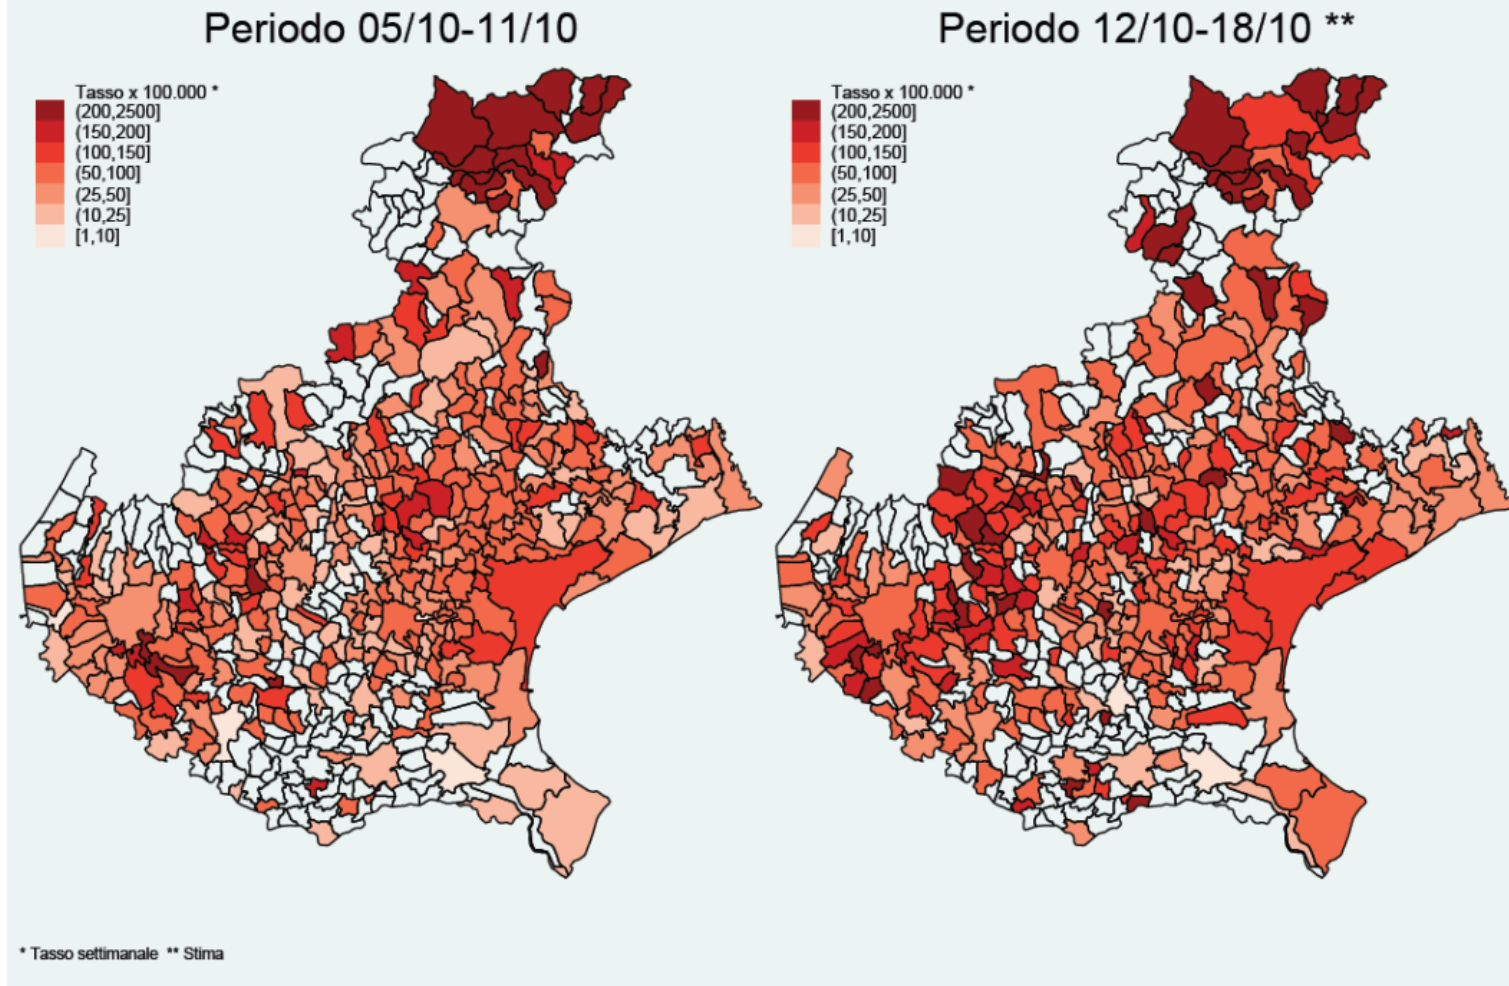 Periodo 05/10-11/10
Tasso x 100.000 *
(200,2500]
(150,200]
(100,150]
(50,100]
(25,50]
(10,25]
[1,10]
Periodo 12/10-18/10 **
Tasso x 100.000 *
(200,2500]
(150,200]
(100,150]
(50,100]
(25,50]
(10,25]
[1,10]
* Tasso settimanale ** Stima